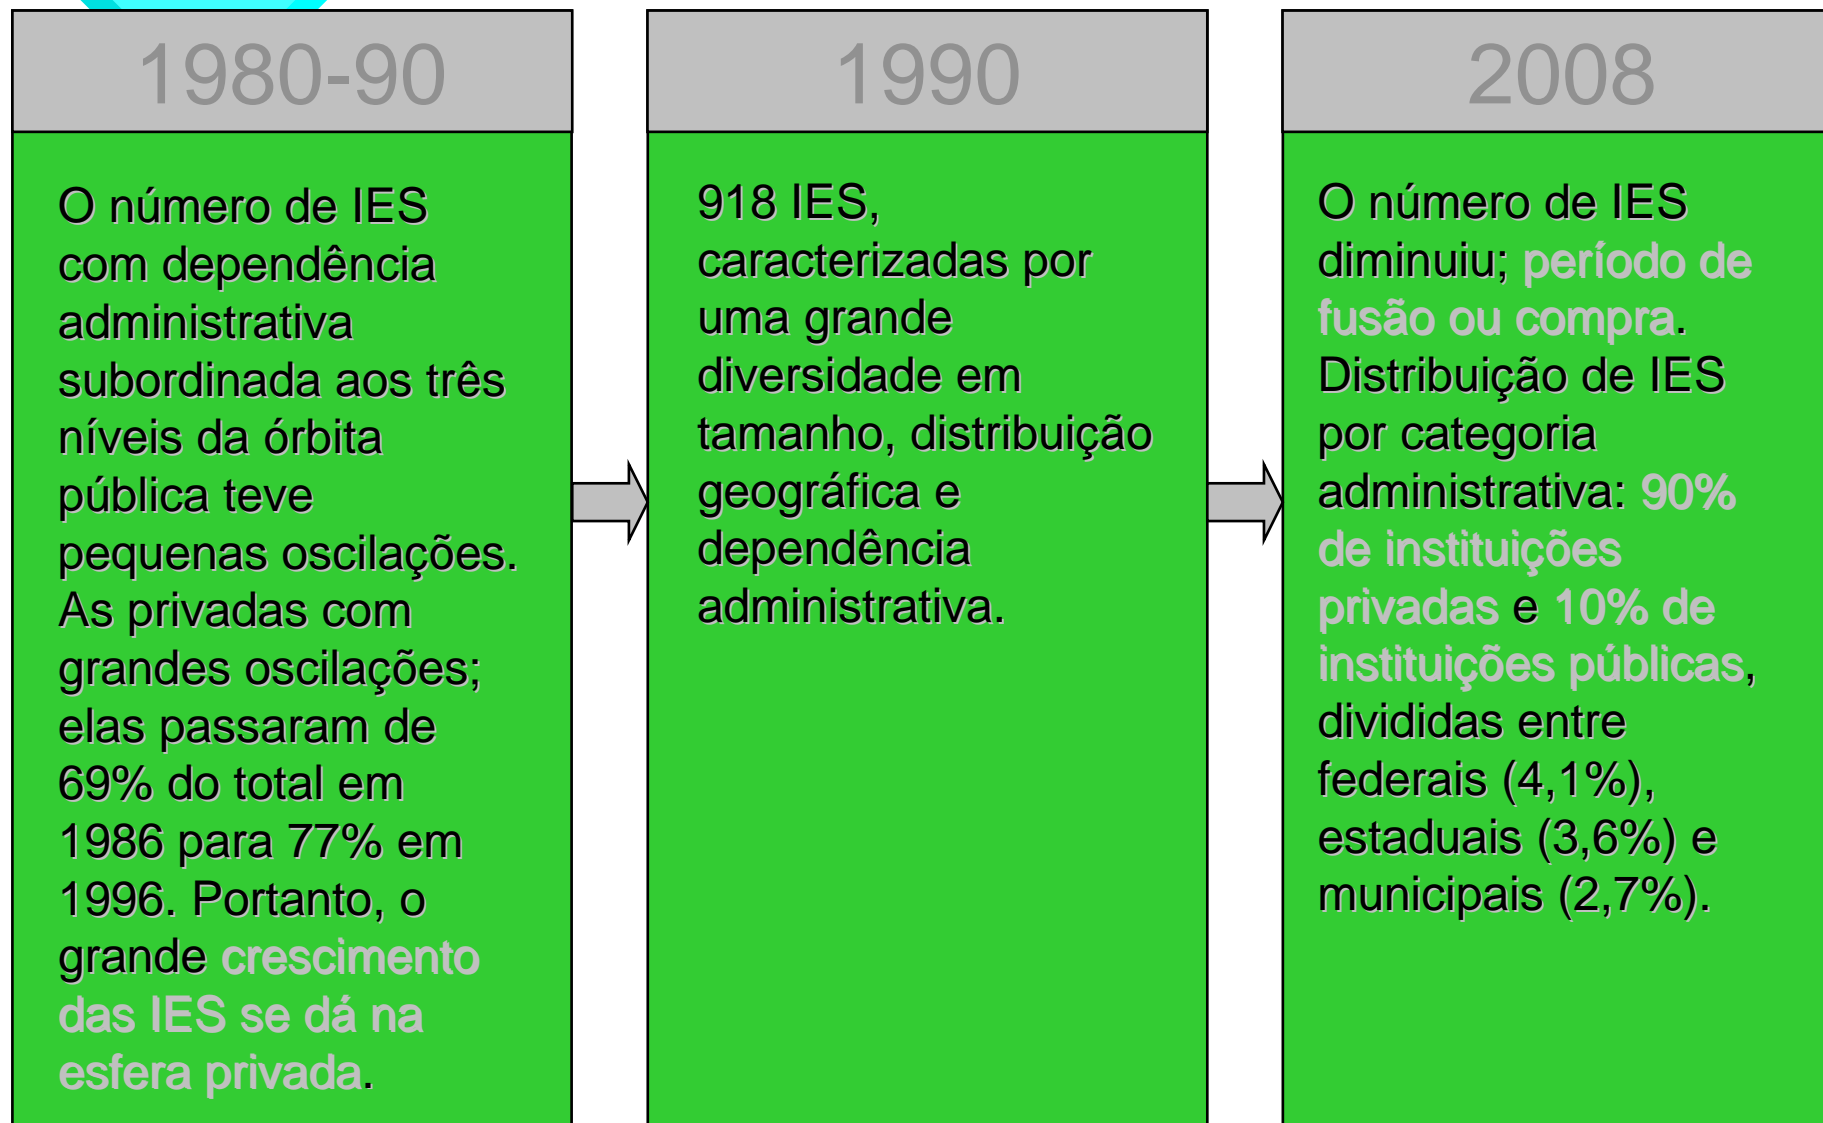 1980-90
O número de IES
com dependência
administrativa
subordinada aos três
níveis da órbita
pública teve
pequenas oscilações.
As privadas com
grandes oscilações;
elas passaram de
69% do total em
1986 para 77% em
1996. Portanto, o
grande crescimento
das IES se dá na
esfera privada.
1990
918 IES,
caracterizadas por
uma grande
diversidade em
tamanho, distribuição
geográfica e
dependência
administrativa.
2008
O número de IES
diminuiu; período de
fusão ou compra.
Distribuição de IES
por categoria
administrativa: 90%
de instituições
privadas e 10% de
instituições públicas,
divididas entre
federais (4,1%),
estaduais (3,6%) e
municipais (2,7%).